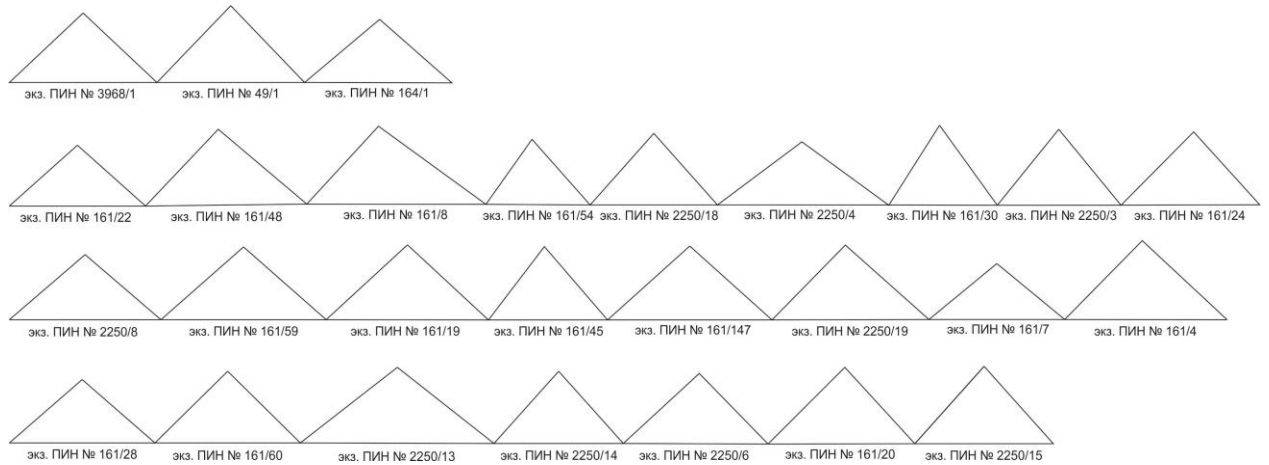 экз. ПИН № 3968/1 экз. ПИН № 49/1 экз. ПИН № 164/1
экз. ПИН № 161/22 экз. ПИН № 161/48 экз. ПИН № 161/8 экз. ПИН № 161/54 экз. ПИН № 2250/18 экз. ПИН № 2250/4 экз. ПИН № 161/30 экз. ПИН № 2250/3 экз. ПИН № 161/24
экз. ПИН № 2250/8 экз. ПИН № 161/59 экз. ПИН № 161/19 экз. ПИН № 161/45 экз. ПИН № 161/147 экз. ПИН № 2250/19 экз. ПИН № 161/7 экз. ПИН № 161/4
экз. ПИН № 161/28 экз. ПИН № 161/60 экз. ПИН № 2250/13 экз. ПИН № 2250/14 экз. ПИН № 2250/6 экз. ПИН № 161/20 экз. ПИН № 2250/15